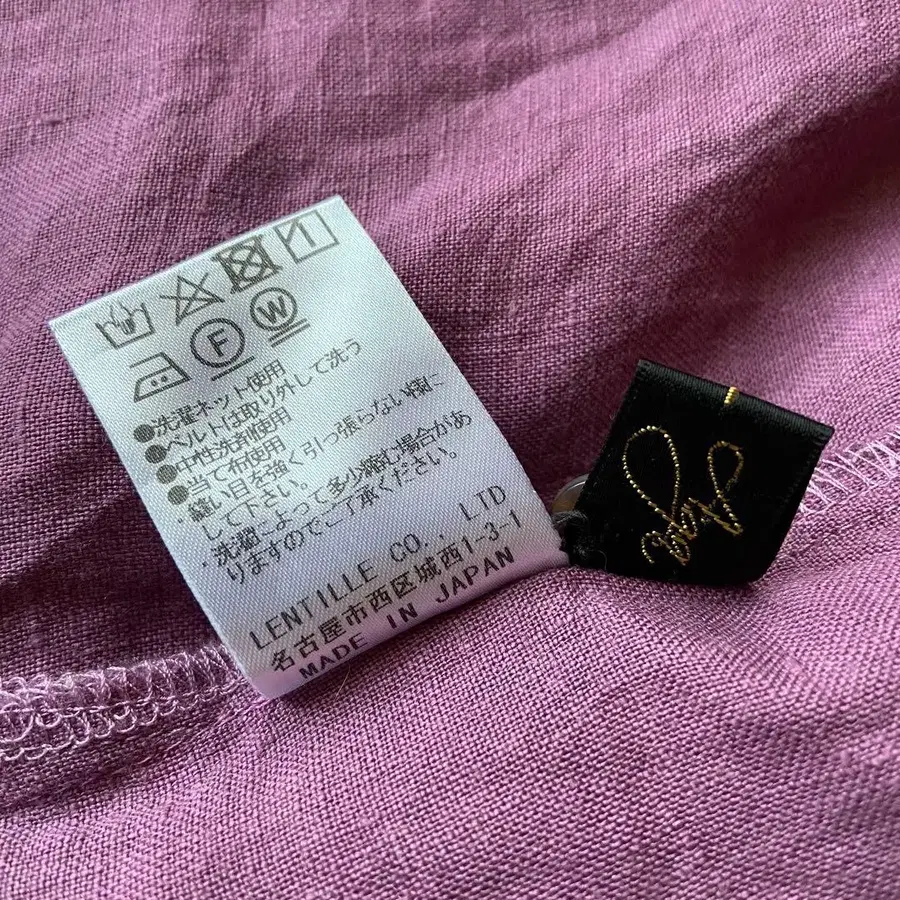 F W
●洗濯ネット使用
●ベルトは取り外して洗う
●中性洗剤使用
●当て布使用
・縫い目を強く引っ張らない様に
して下さい。
・洗濯によって多少縮む場合があ
りますのでご了承ください。
LENTILLE CO., LTD
名古屋市西区城西1-3-1
MADE IN JAPAN